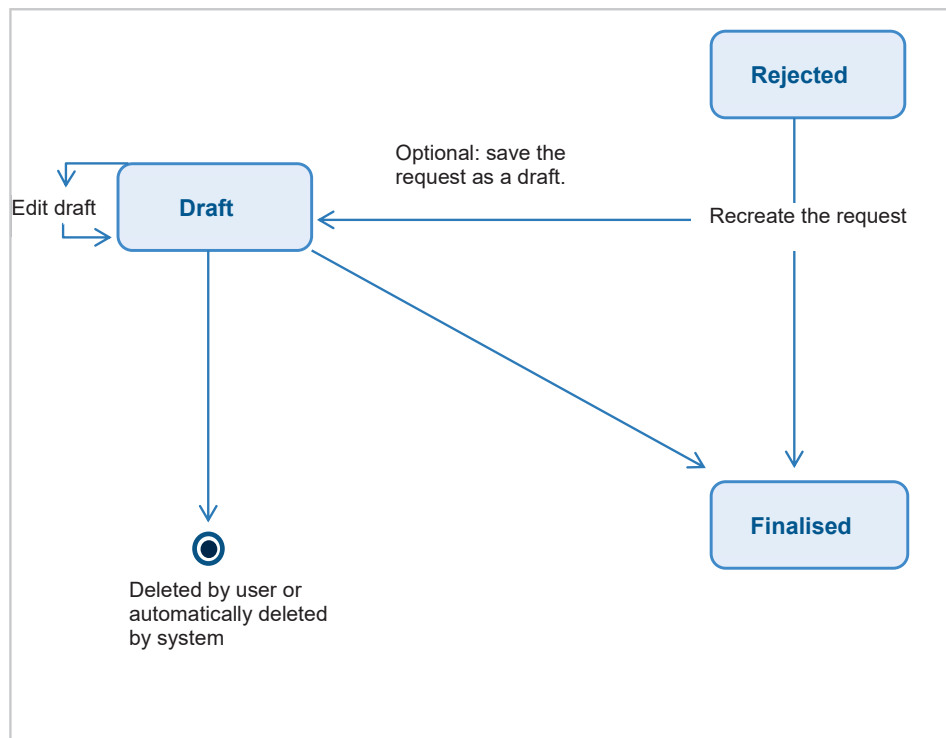 Rejected
Optional: save the
request as a draft.
Edit draft
Draft
Recreate the request
Finalised
Deleted by user or
automatically deleted
by system